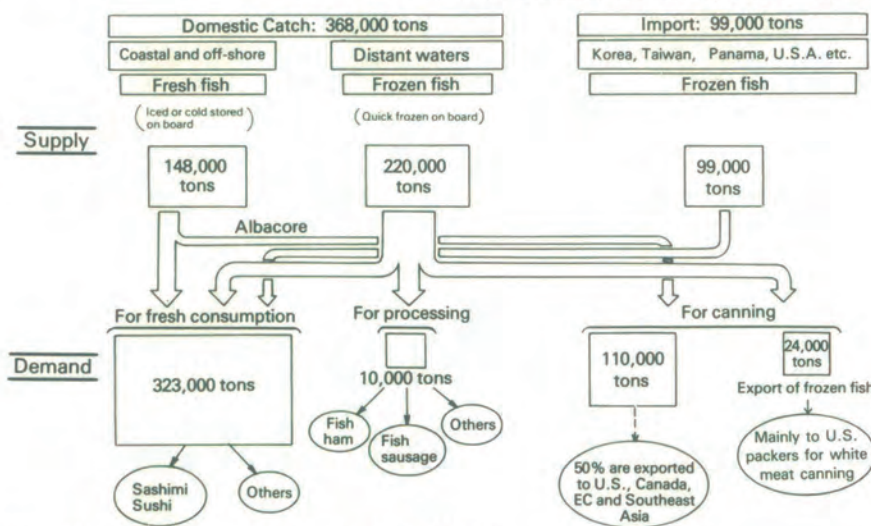 Domestic Catch: 368,000 tons
Import: 99,000 tons
Coastal and off-shore
Distant waters
Korea, Taiwan, Panama, U.S.A. etc.
Fresh fish
Frozen fish
Frozen fish
(Iced or cold stored
on board)
(Quick frozen on board)
Supply
148,000
tons
220,000
tons
99,000
tons
Albacore
For fresh consumption
For processing
For canning
Demand
323,000 tons
10,000 tons
110,000
tons
24,000
tons
Export of frozen fish
Fish
ham
Fish
sausage
Others
Mainly to U.S.
packers for white
meat canning
Sashimi
Sushi
Others
50% are exported
to U.S., Canada,
EC and Southeast
Asia